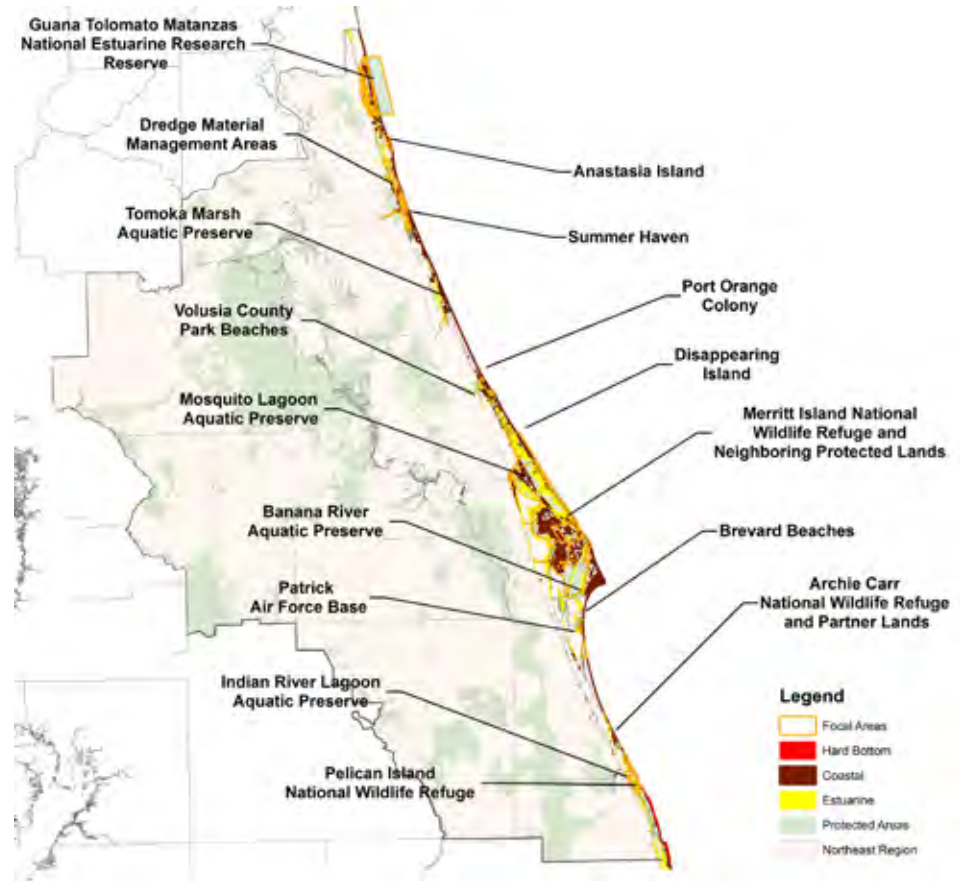 Guana Tolomato Matanzas
National Estuarine Research
Reserve
Dredge Material
Management Areas
Anastasia Island
Tomoka Marsh
Aquatic Preserve
Summer Haven
Port Orange
Colony
Volusia County
Park Beaches
Disappearing
Island
Mosquito Lagoon
Aquatic Preserve
Merritt Island National
Wildlife Refuge and
Neighboring Protected Lands
Banana River
Aquatic Preserve
Brevard Beaches
Patrick
Air Force Base
Archie Carr
National Wildlife Refuge
and Partner Lands
Indian River Lagoon
Aquatic Preserve
Pelican Island
National Wildlife Refuge
Legend
Focal Areas
Hard Bottom
Coastal
Estuarine
Protected Areas
Northeast Region